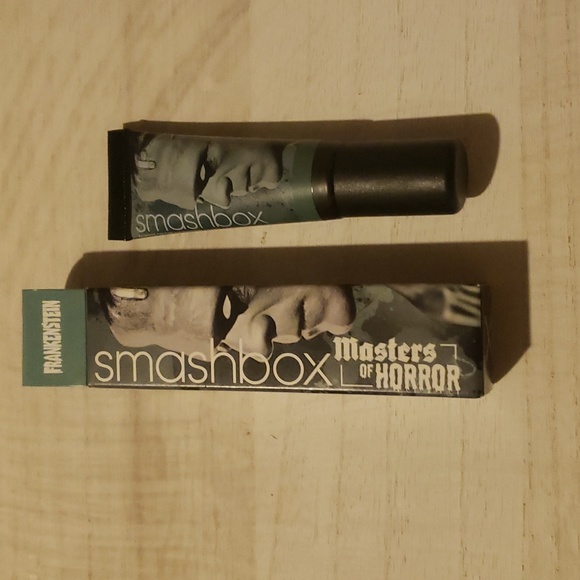 smashbox
FRANKENSTEIN
smashbox
Masters
OF HORROR